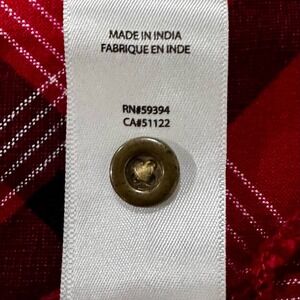 MADE IN INDIA
FABRIQUE EN INDE
RN#59394
CA#51122